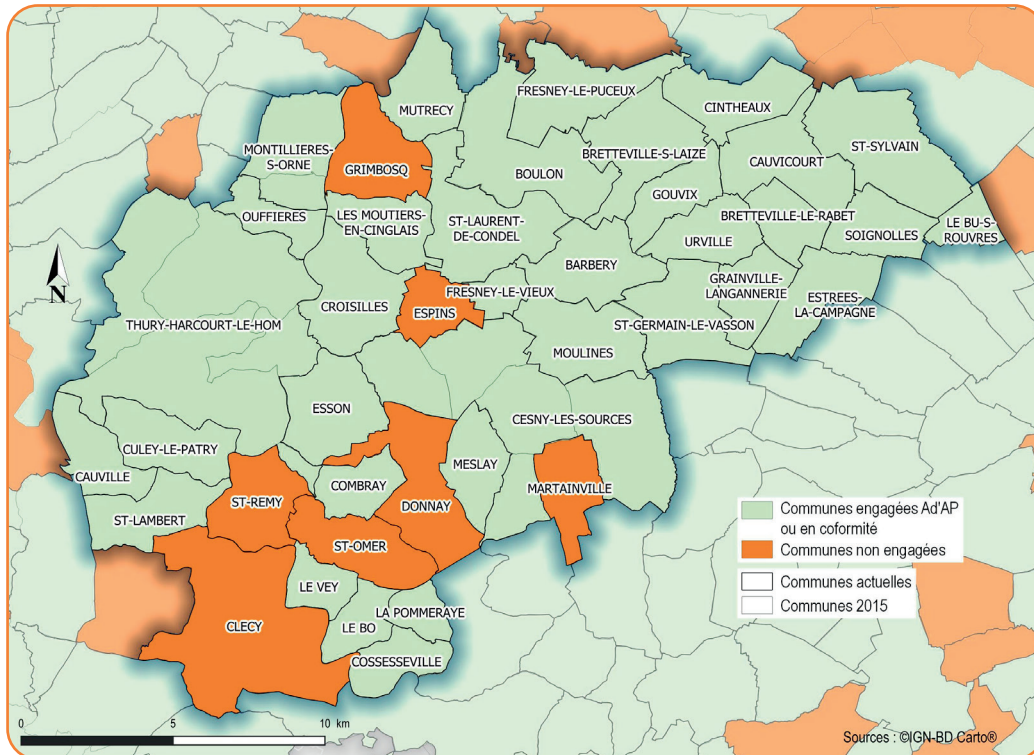 FRESNEY-LE-PUCEUX
MUTRECY
CINTHEAUX
MONTILLIERES-
S-ORNE
GRIMBOSQ
BRETTEVILLE-S-LAIZE
CAUVICOURT
ST-SYLVAIN
BOULON
GOUVIX
OUFFIERES
LES MOUTIERS-
EN-CINGLAIS
ST-LAURENT-
DE-CONDEL
BRETTEVILLE-LE-RABET
LE BU-S-
ROUVRES
URVILLE
SOIGNOLLES
BARBERY
N
FRESNEY-LE-VIEUX
GRAINVILLE-
LANGANNERIE
ESTREES-
LA-CAMPAGNE
CROISILLES
ESPINS
THURY-HARCOURT-LE-HOM
ST-GERMAIN-LE-VASSON
MOULINES
ESSON
CESNY-LES-SOURCES
CULEY-LE-PATRY
CAUVILLE
MESLAY
COMBRAY
MARTAINVILLE
ST-REMY
DONNAY
ST-LAMBERT
ST-OMER
LE VEY
LA POMMERAYE
CLECY
LE BO
COSSESSEVILLE
Communes engagées Ad'AP
ou en coformité
Communes non engagées
Communes actuelles
Communes 2015
0 5 10 km
Sources : ©IGN-BD Carto®